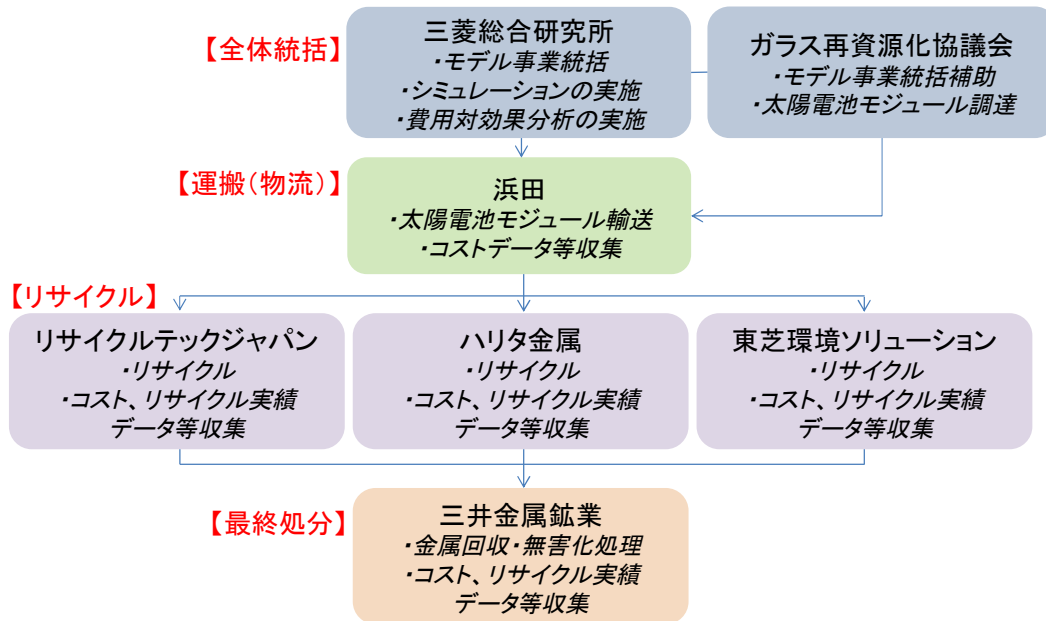 【全体統括】
三菱総合研究所
・モデル事業統括
・シミュレーションの実施
・費用対効果分析の実施
ガラス再資源化協議会
・モデル事業統括補助
・太陽電池モジュール調達
【運搬（物流）】
浜田
・太陽電池モジュール輸送
・コストデータ等収集
【リサイクル】
リサイクルテックジャパン
・リサイクル
・コスト、リサイクル実績
データ等収集
ハリタ金属
・リサイクル
・コスト、リサイクル実績
データ等収集
東芝環境ソリューション
・リサイクル
・コスト、リサイクル実績
データ等収集
【最終処分】
三井金属鉱業
・金属回収・無害化処理
・コスト、リサイクル実績
データ等収集